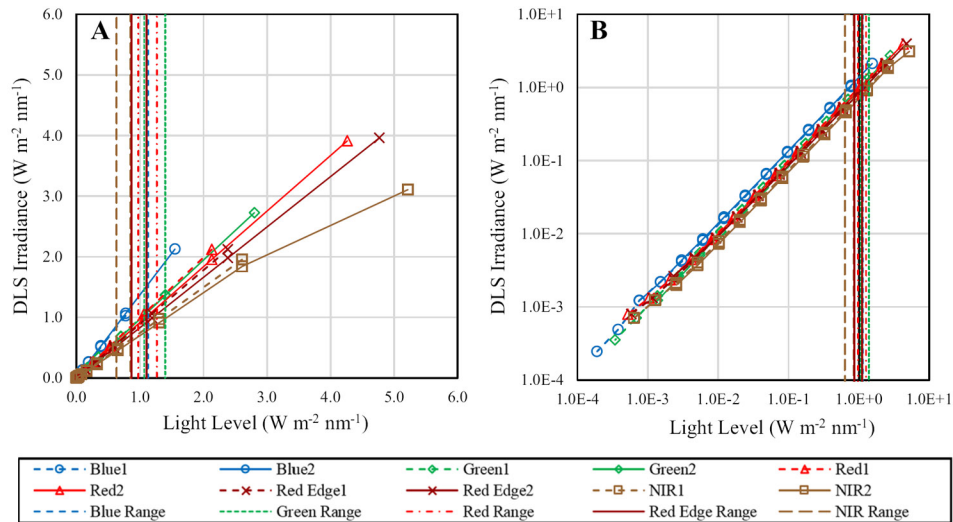 A
B
DLS Irradiance (W m-2 nm-1)
6.0
5.0
4.0
3.0
2.0
1.0
0.0
0.0 1.0 2.0 3.0 4.0 5.0 6.0
Light Level (W m-2 nm-1)
DLS Irradiance (W m-2 nm-1)
1.0E+1
1.0E+0
1.0E-1
1.0E-2
1.0E-3
1.0E-4
1.0E-4 1.0E-3 1.0E-2 1.0E-1 1.0E+0 1.0E+1
Light Level (W m-2 nm-1)
Blue1 Blue2 Green1 Green2 Red1
Red2 Red Edge1 Red Edge2 NIR1 NIR2
Blue Range Green Range Red Range Red Edge Range NIR Range